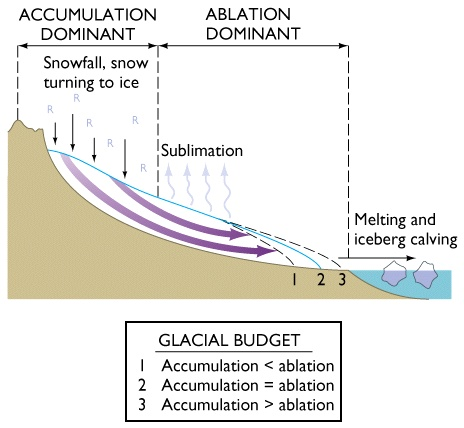 ACCUMULATION DOMINANT
ABLATION DOMINANT
Snowfall, snow
turning to ice
R
R
R
R
R
Sublimation
Melting and
iceberg calving
1 2 3
GLACIAL BUDGET
1 Accumulation < ablation
2 Accumulation = ablation
3 Accumulation > ablation